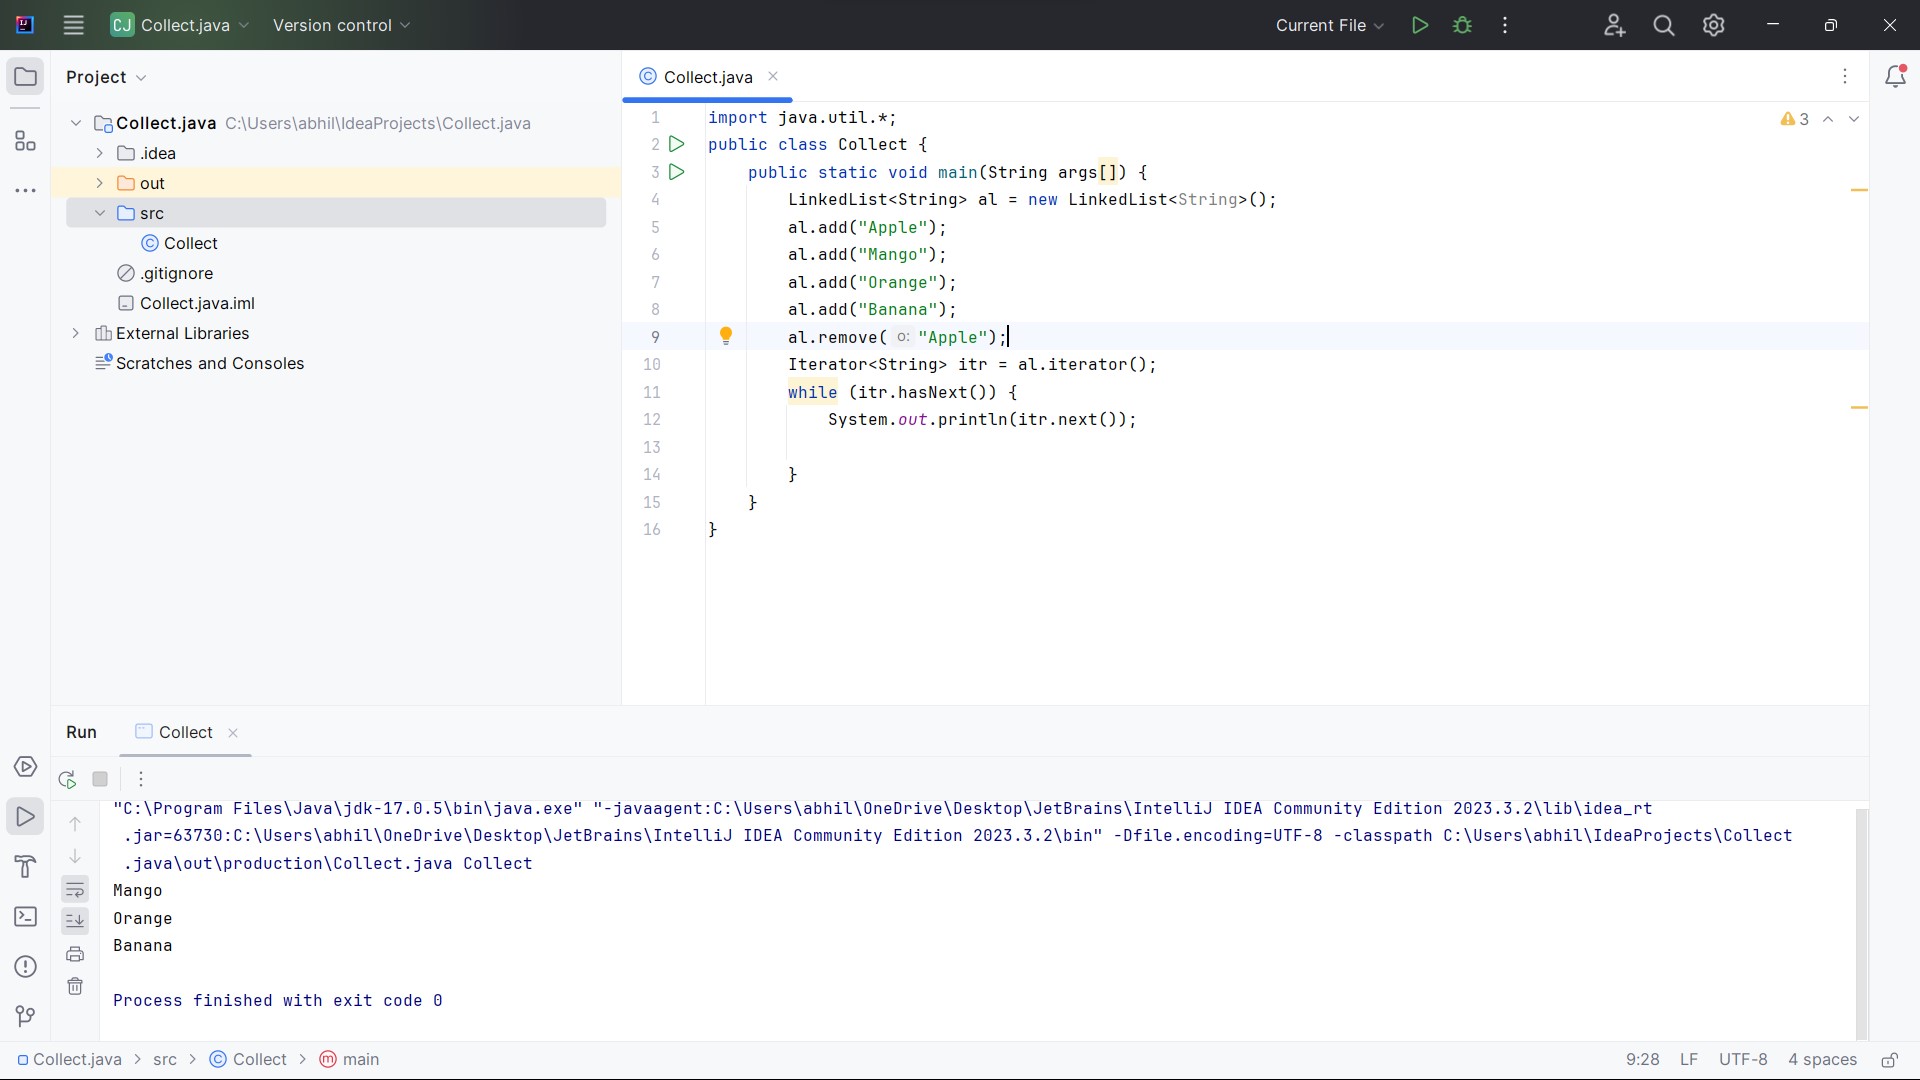 CJ Collect.java Version control Current File
Project
Collect.java C:\Users\abhil\IdeaProjects\Collect.java
.idea
out
src
Collect
.gitignore
Collect.java.iml
External Libraries
Scratches and Consoles
Collect.java
3
1 import java.util.*;
2 public class Collect {
3 public static void main(String args[]) {
4 LinkedList<String> al = new LinkedList<String>();
5 al.add("Apple");
6 al.add("Mango");
7 al.add("Orange");
8 al.add("Banana");
9 al.remove( o: "Apple");
10 Iterator<String> itr = al.iterator();
11 while (itr.hasNext()) {
12 System.out.println(itr.next());
13
14 }
15 }
16 }
Run Collect
"C:\Program Files\Java\jdk-17.0.5\bin\java.exe" "-javaagent:C:\Users\abhil\OneDrive\Desktop\JetBrains\IntelliJ IDEA Community Edition 2023.3.2\lib\idea_rt
.jar=63730:C:\Users\abhil\OneDrive\Desktop\JetBrains\IntelliJ IDEA Community Edition 2023.3.2\bin" -Dfile.encoding=UTF-8 -classpath C:\Users\abhil\IdeaProjects\Collect
.java\out\production\Collect.java Collect
Mango
Orange
Banana
Process finished with exit code 0
Collect.java > src > Collect > main 9:28 LF UTF-8 4 spaces